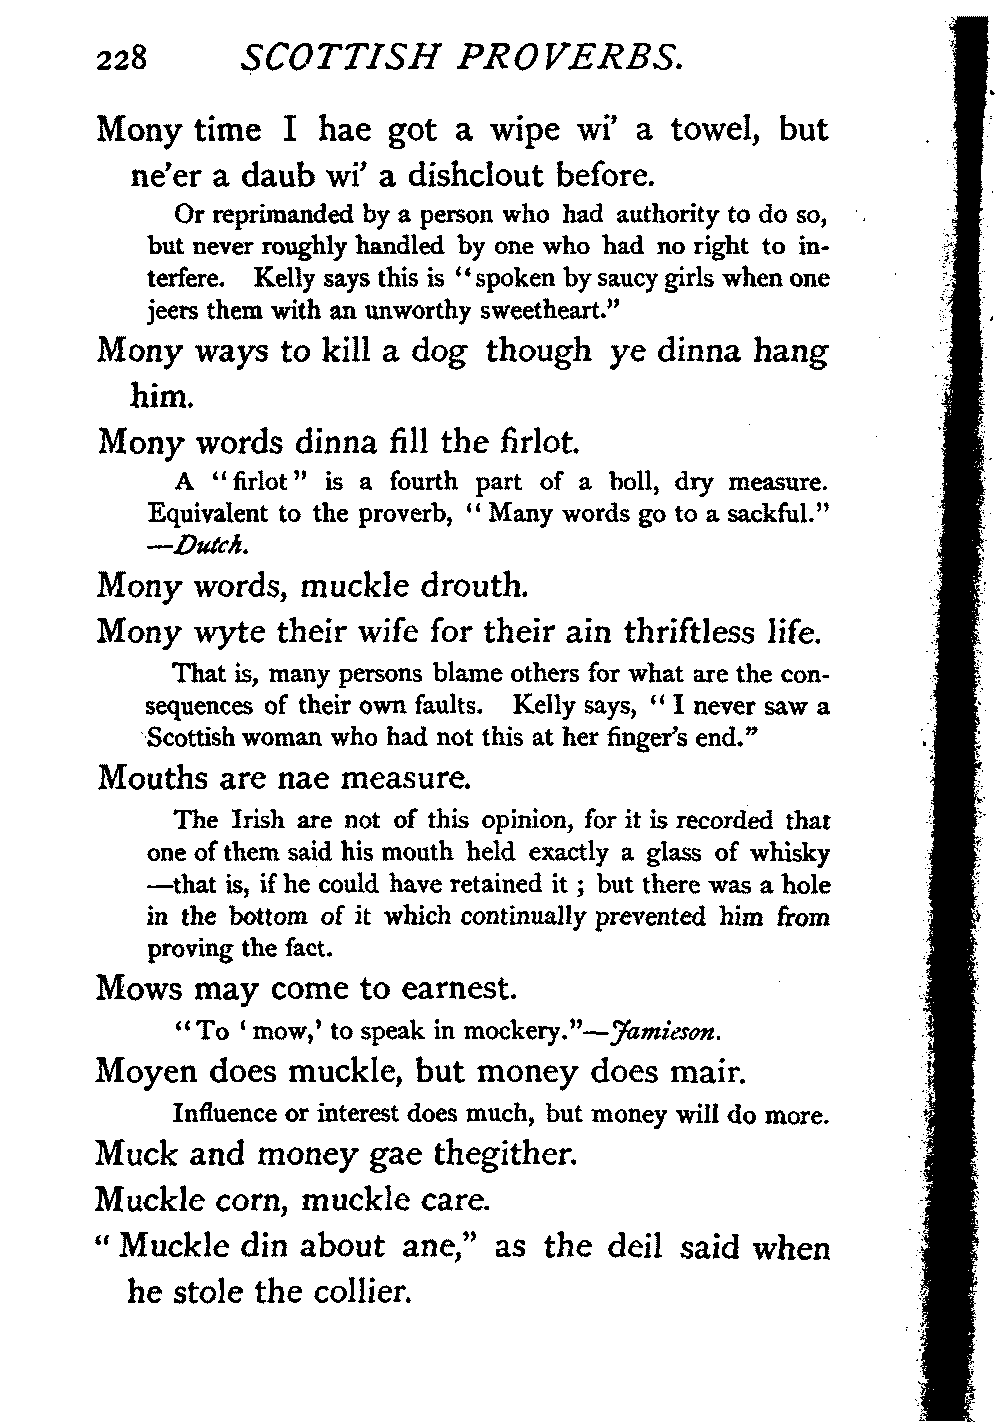 228 SCOTTISH PROVERBS.
Mony time I hae got a wipe wi' a towel, but
ne'er a daub wi' a dishclout before.
Or reprimanded by a person who had authority to do so,
but never roughly handled by one who had no right to in-
terfere. Kelly says this is "spoken by saucy girls when one
jeers them with an unworthy sweetheart."
Mony ways to kill a dog though ye dinna hang
him.
Mony words dinna fill the firlot.
A "firlot" is a fourth part of a boll, dry measure.
Equivalent to the proverb, "Many words go to a sackful."
—Dutch.
Mony words, muckle drouth.
Mony wyte their wife for their ain thriftless life.
That is, many persons blame others for what are the con-
sequences of their own faults. Kelly says, "I never saw a
Scottish woman who had not this at her finger's end."
Mouths are nae measure.
The Irish are not of this opinion, for it is recorded that
one of them said his mouth held exactly a glass of whisky
—that is, if he could have retained it; but there was a hole
in the bottom of it which continually prevented him from
proving the fact.
Mows may come to earnest.
"To 'mow,' to speak in mockery."—Jamieson.
Moyen does muckle, but money does mair.
Influence or interest does much, but money will do more.
Muck and money gae thegither.
Muckle corn, muckle care.
"Muckle din about ane," as the deil said when
he stole the collier.